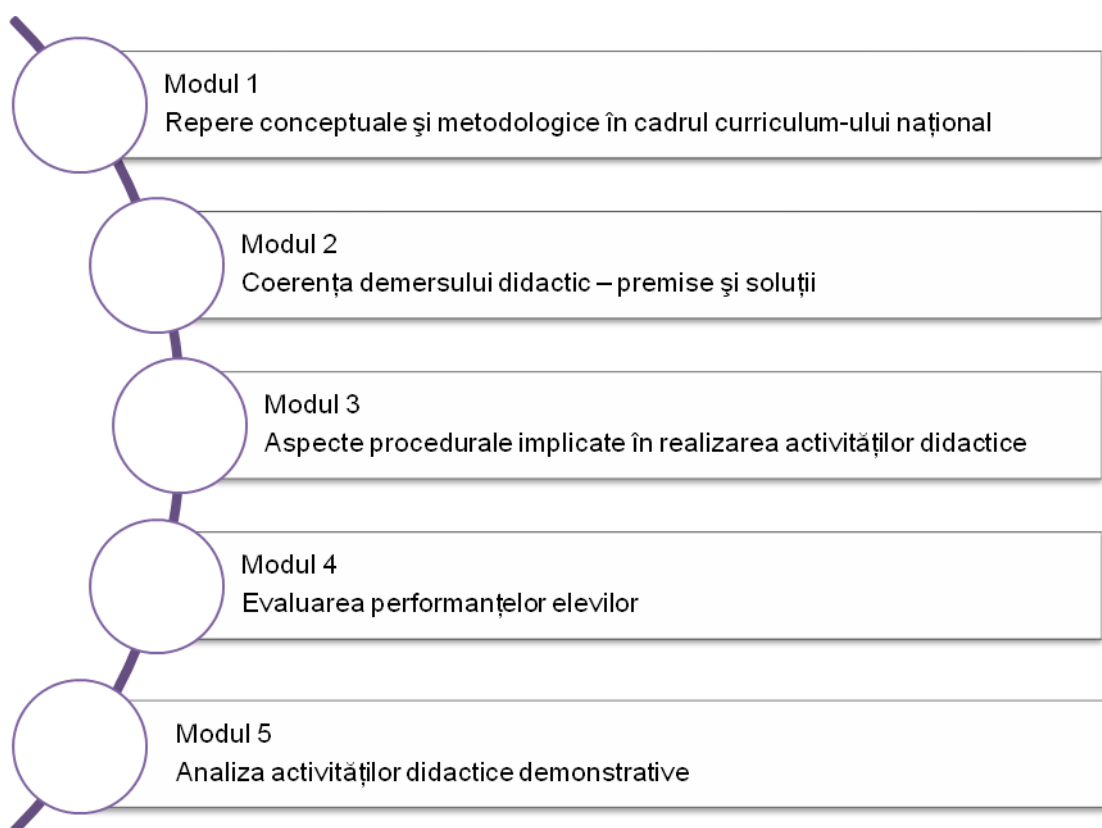 Modul 1
Repere conceptuale şi metodologice în cadrul curriculum-ului național
Modul 2
Coerența demersului didactic – premise şi soluții
Modul 3
Aspecte procedurale implicate în realizarea activităților didactice
Modul 4
Evaluarea performanțelor elevilor
Modul 5
Analiza activităților didactice demonstrative